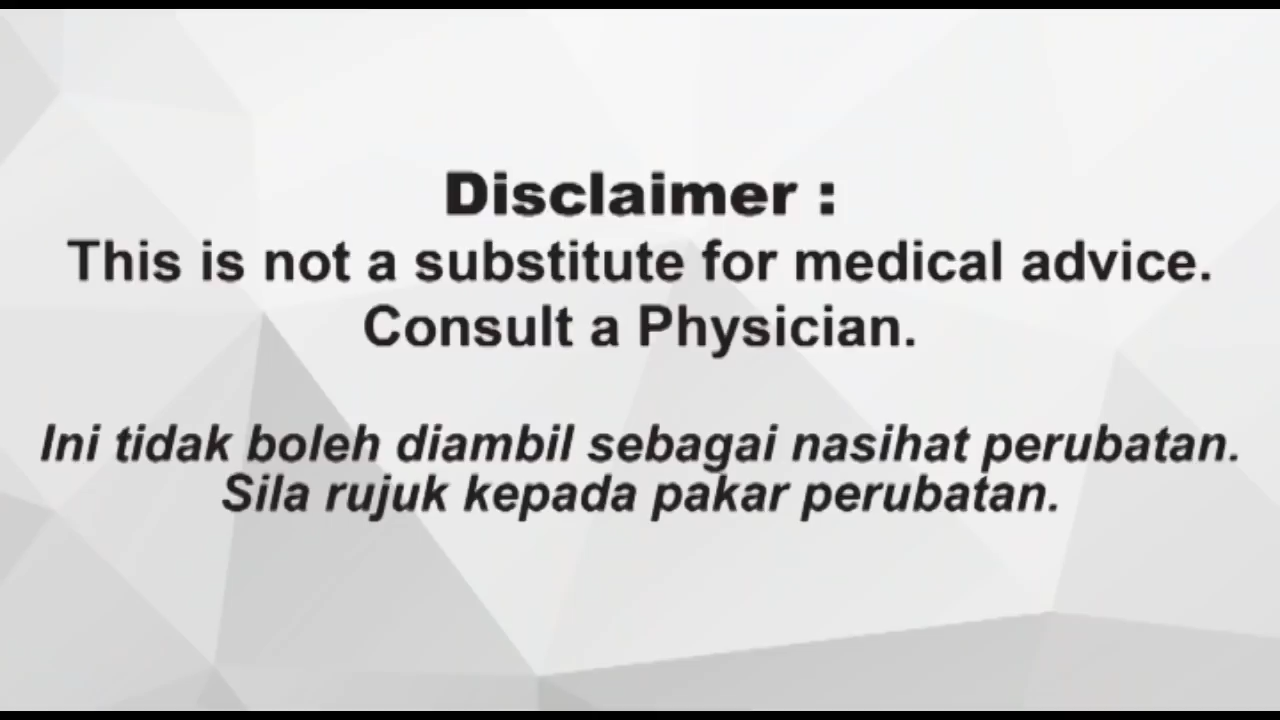 Disclaimer :
This is not a substitute for medical advice.
Consult a Physician.
Ini tidak boleh diambil sebagai nasihat perubatan.
Sila rujuk kepada pakar perubatan.